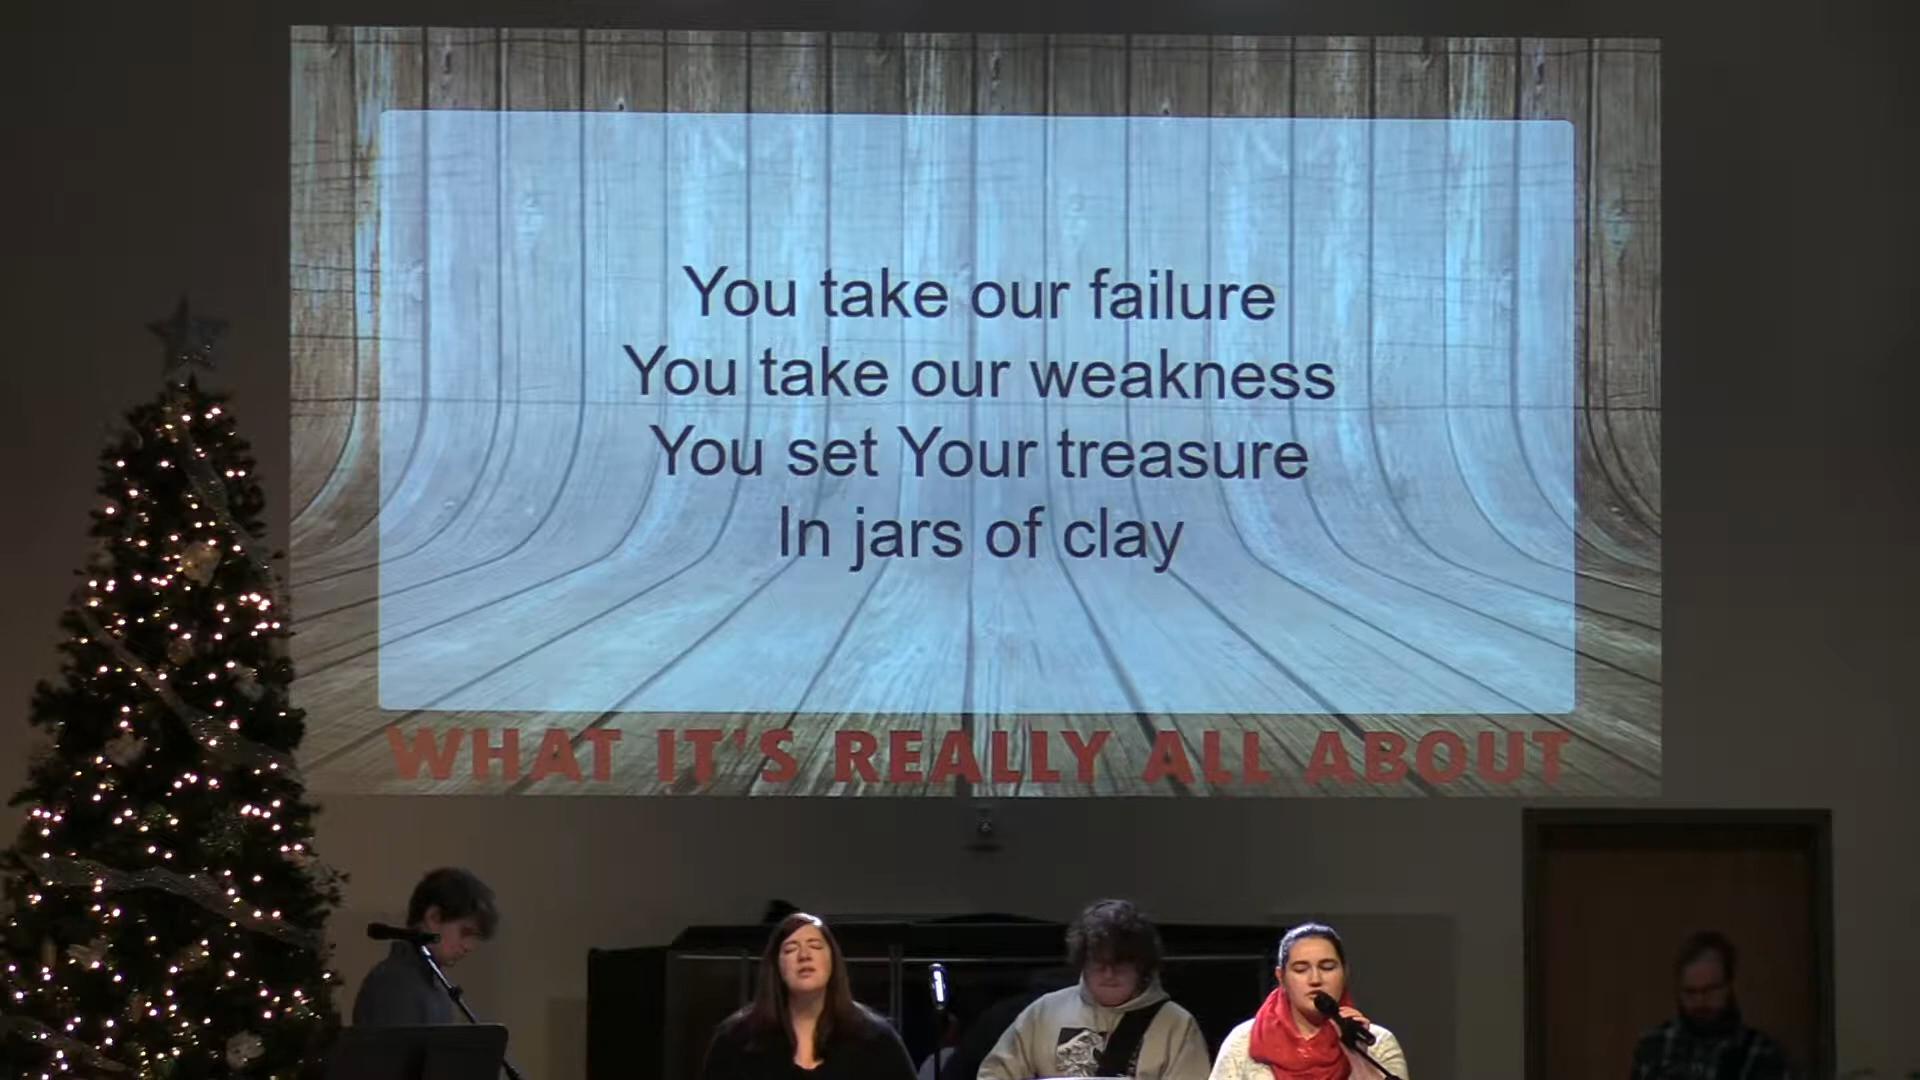 You take our failure
You take our weakness
You set Your treasure
In jars of clay
WHAT IT'S REALLY ALL ABOUT